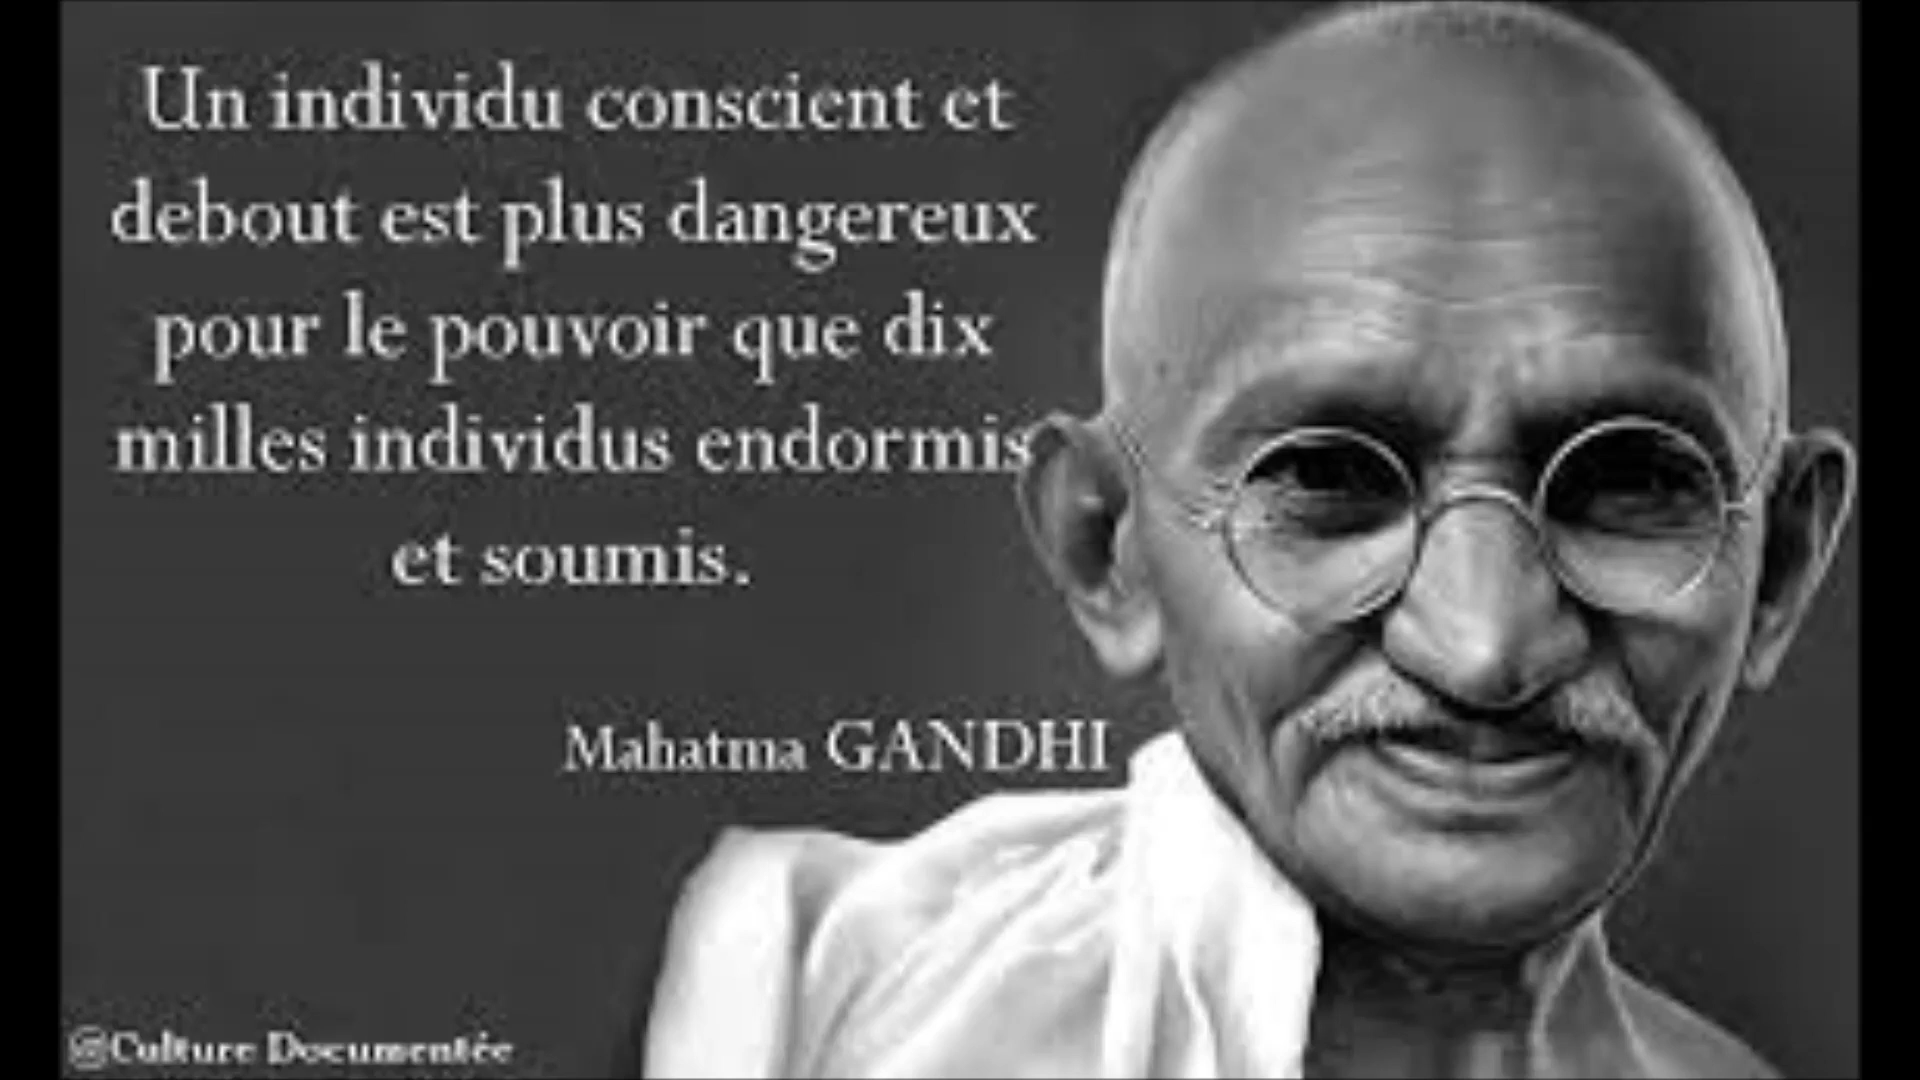 Un individu conscient et
debout est plus dangereux
pour le pouvoir que dix
milles individus endormis
et soumis.
Mahatma GANDHI
@Culture Documentée